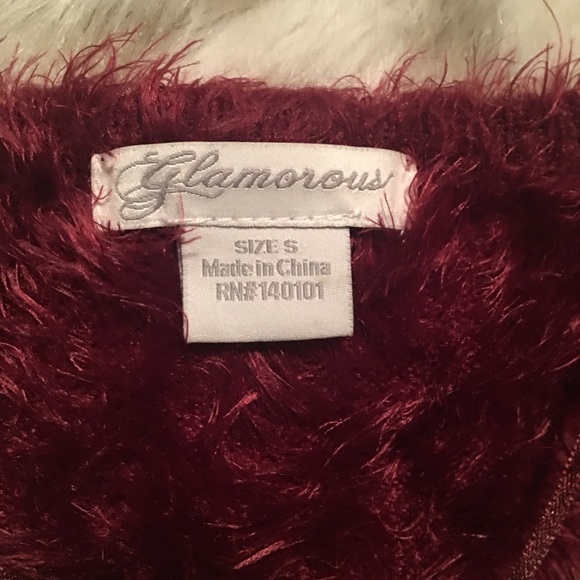 Glamorous
SIZE S
Made in China
RN#140101